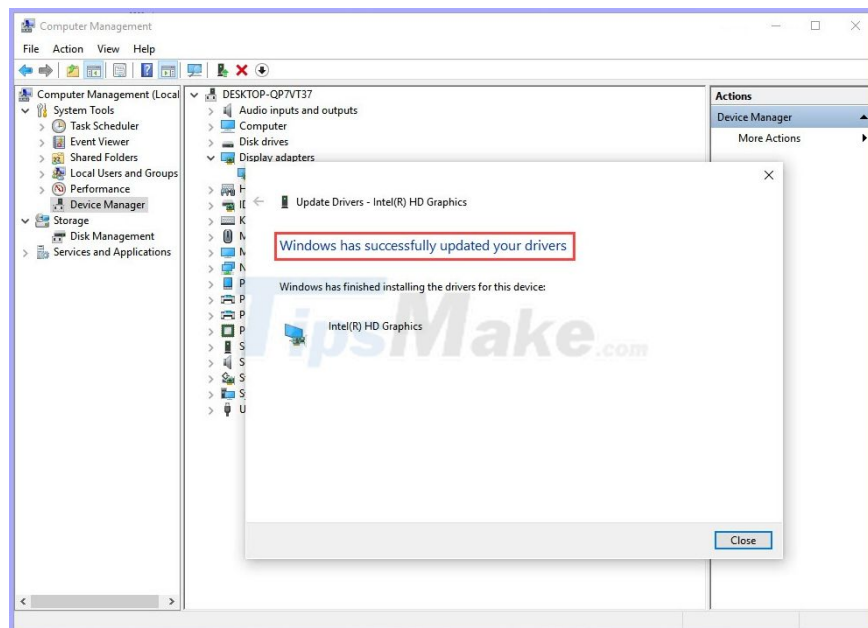 Computer Management
File Action View Help
Computer Management (Local
System Tools
Task Scheduler
Event Viewer
Shared Folders
Local Users and Groups
Performance
Device Manager
Storage
Disk Management
Services and Applications
DESKTOP-QP7VT37
Audio inputs and outputs
Computer
Disk drives
Display adapters
H
ID
K
M
M
N
P
P
P
P
S
S
S
S
U
Update Drivers - Intel(R) HD Graphics
Windows has successfully updated your drivers
Windows has finished installing the drivers for this device:
Intel(R) HD Graphics
TipsMake.com
Close
Actions
Device Manager
More Actions